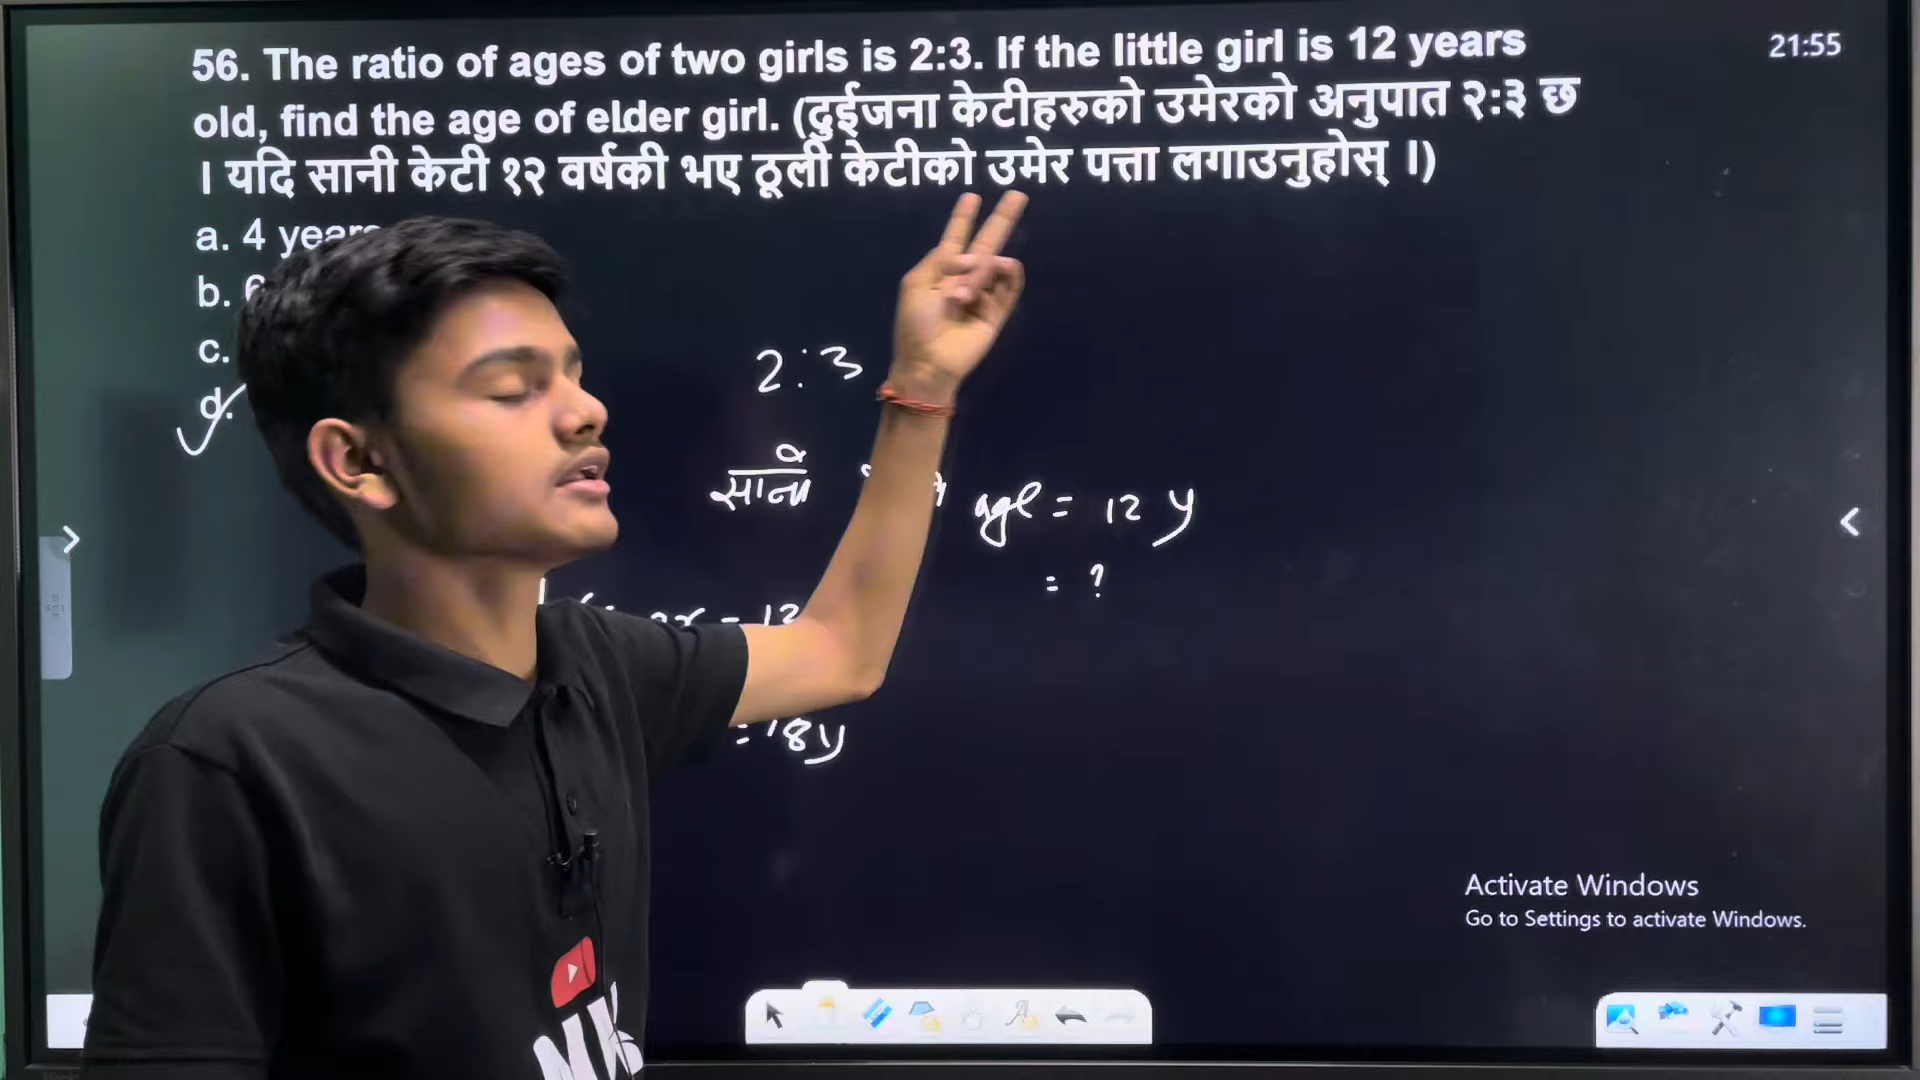 56. The ratio of ages of two girls is 2:3. If the little girl is 12 years
21:55
old, find the age of elder girl. (दुईजना केटीहरुको उमेरको अनुपात २:३ छ
। यदि सानी केटी १२ वर्षकी भए ठूली केटीको उमेर पत्ता लगाउनुहोस् ।)
a. 4 years
b. 6
c.
d.
2:3
age = 12 y
= ?
= 12
= 18y
Activate Windows
Go to Settings to activate Windows.